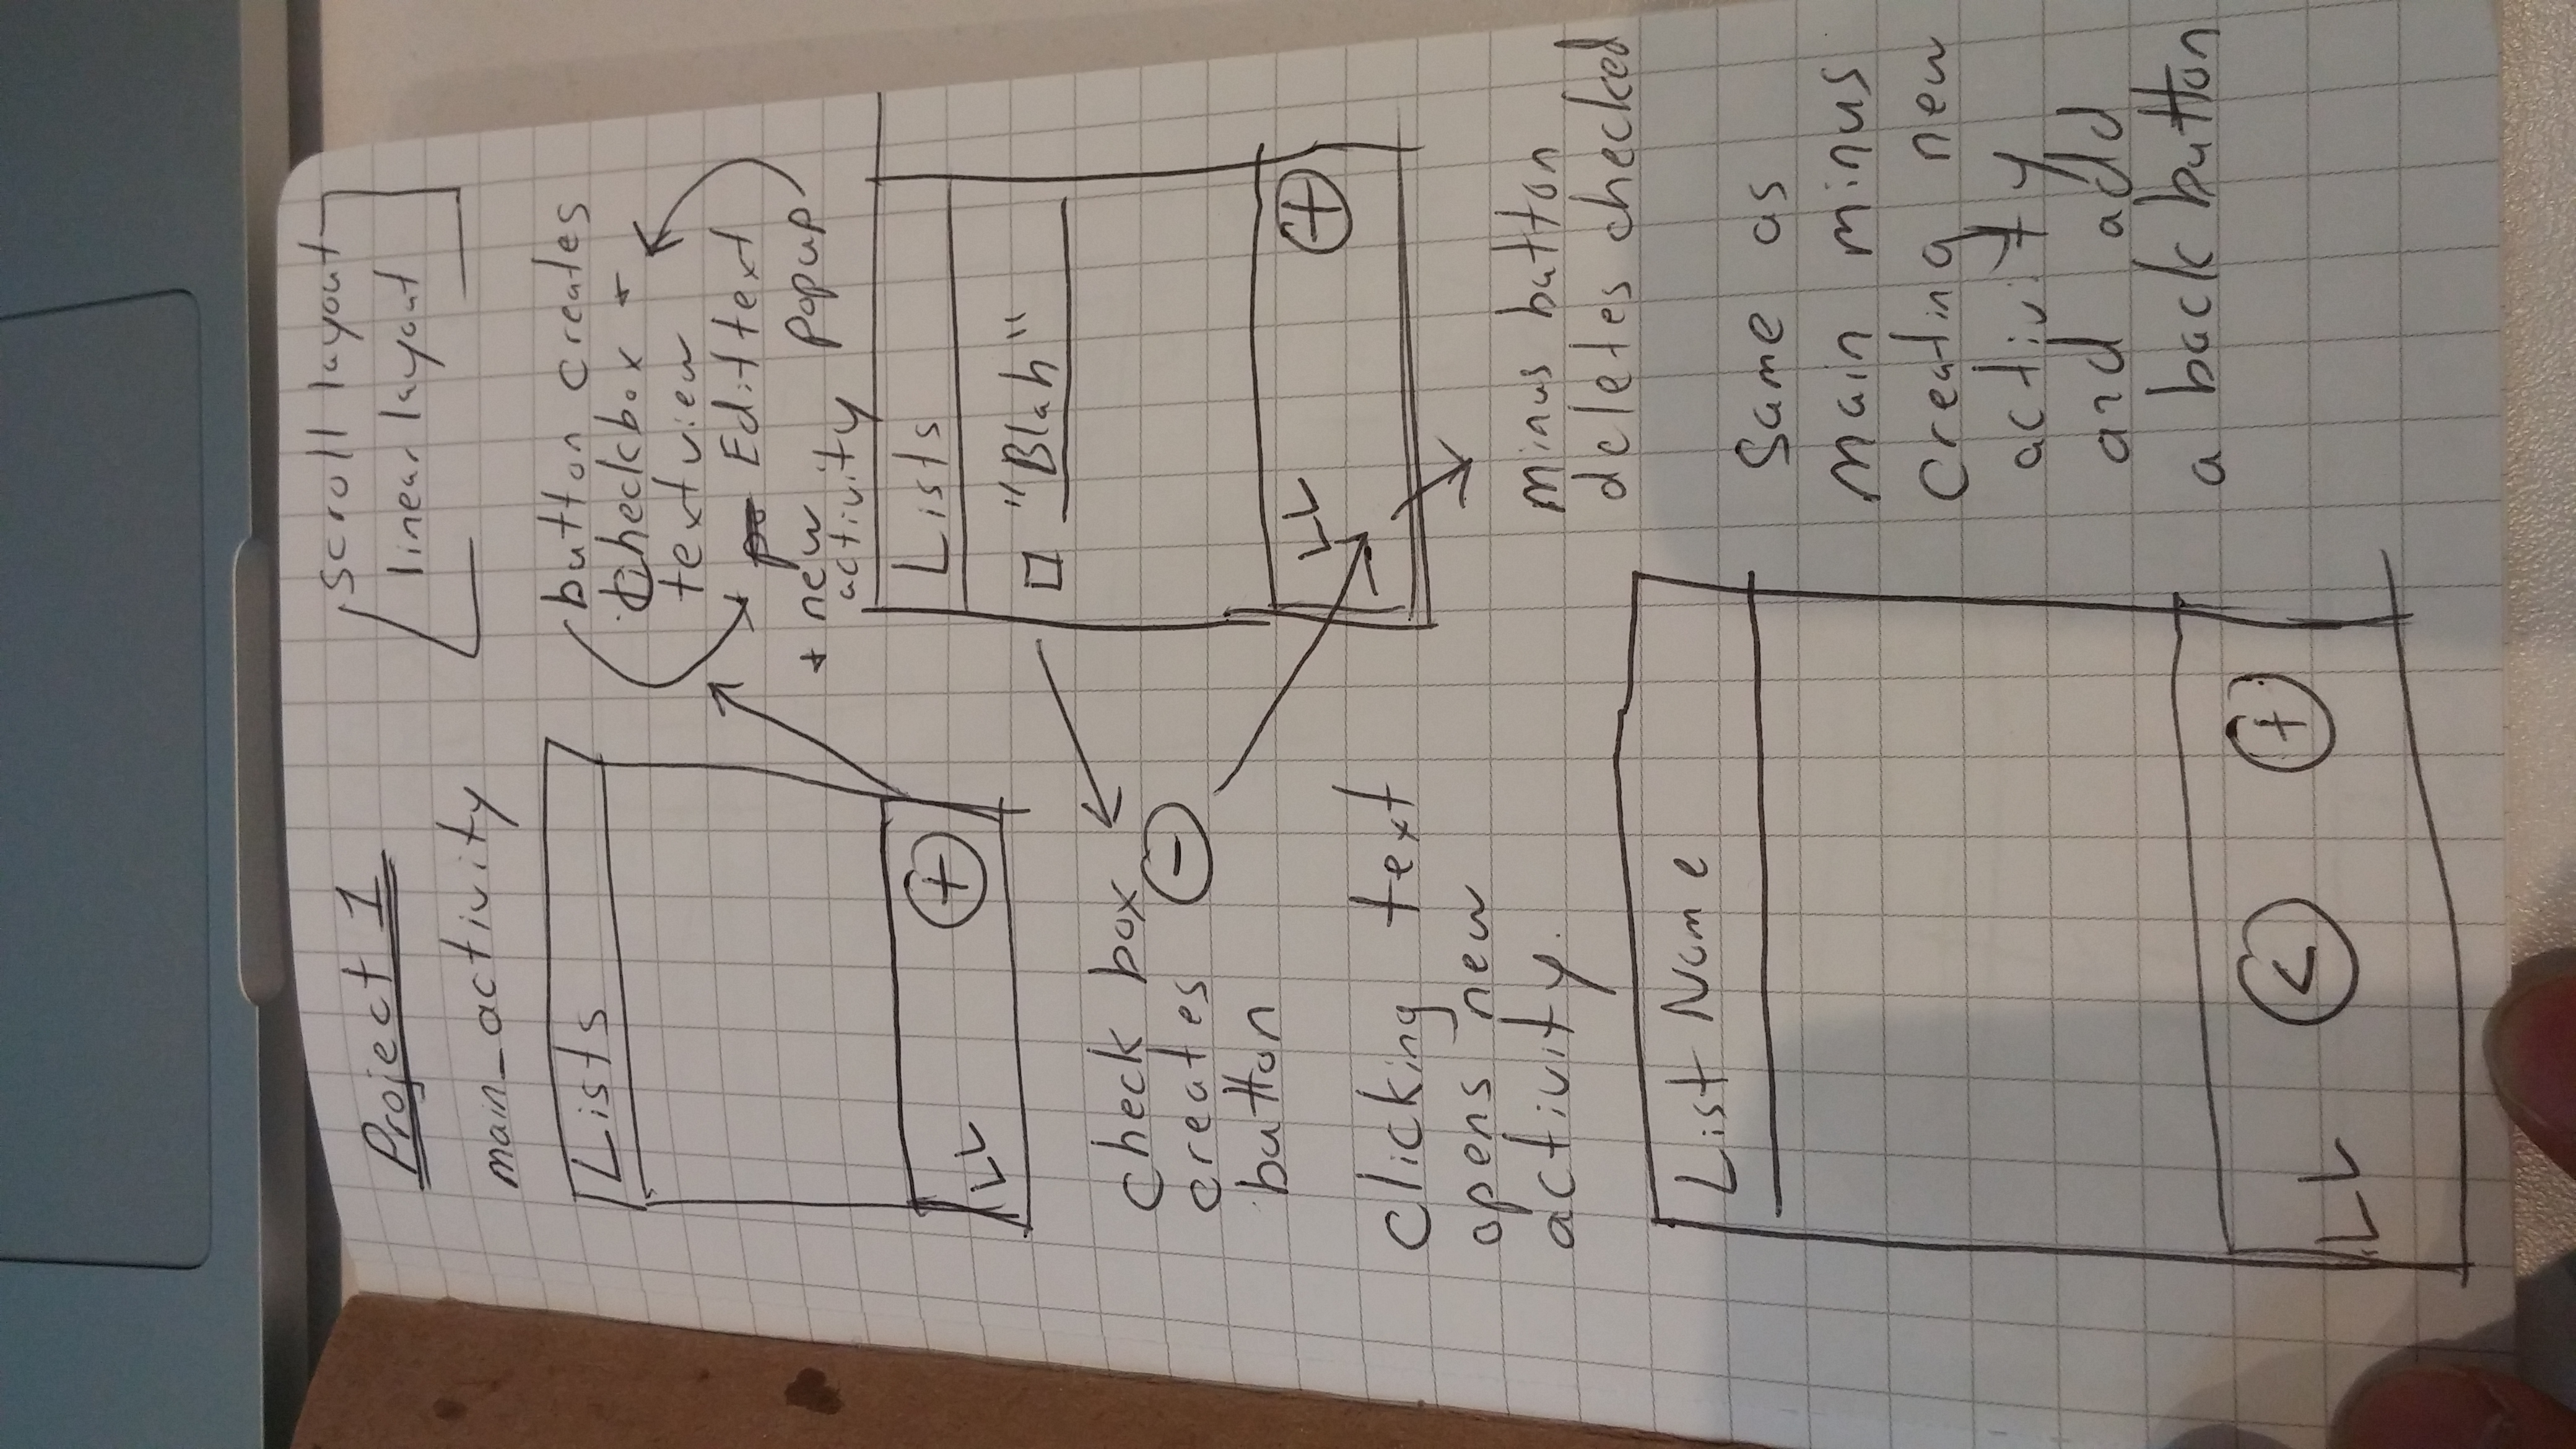 Project 1
scroll layout
linear layout
main_activity
Lists
LL +
button creates
checkbox +
textview
Edit text
popup
+ new
activity
Lists
"Blah"
LL +
check box
creates -
button
clicking text
opens new
activity.
minus button
deletes checked
List Name
LL < +
Same as
main minus
creating new
activity
and add
a back button